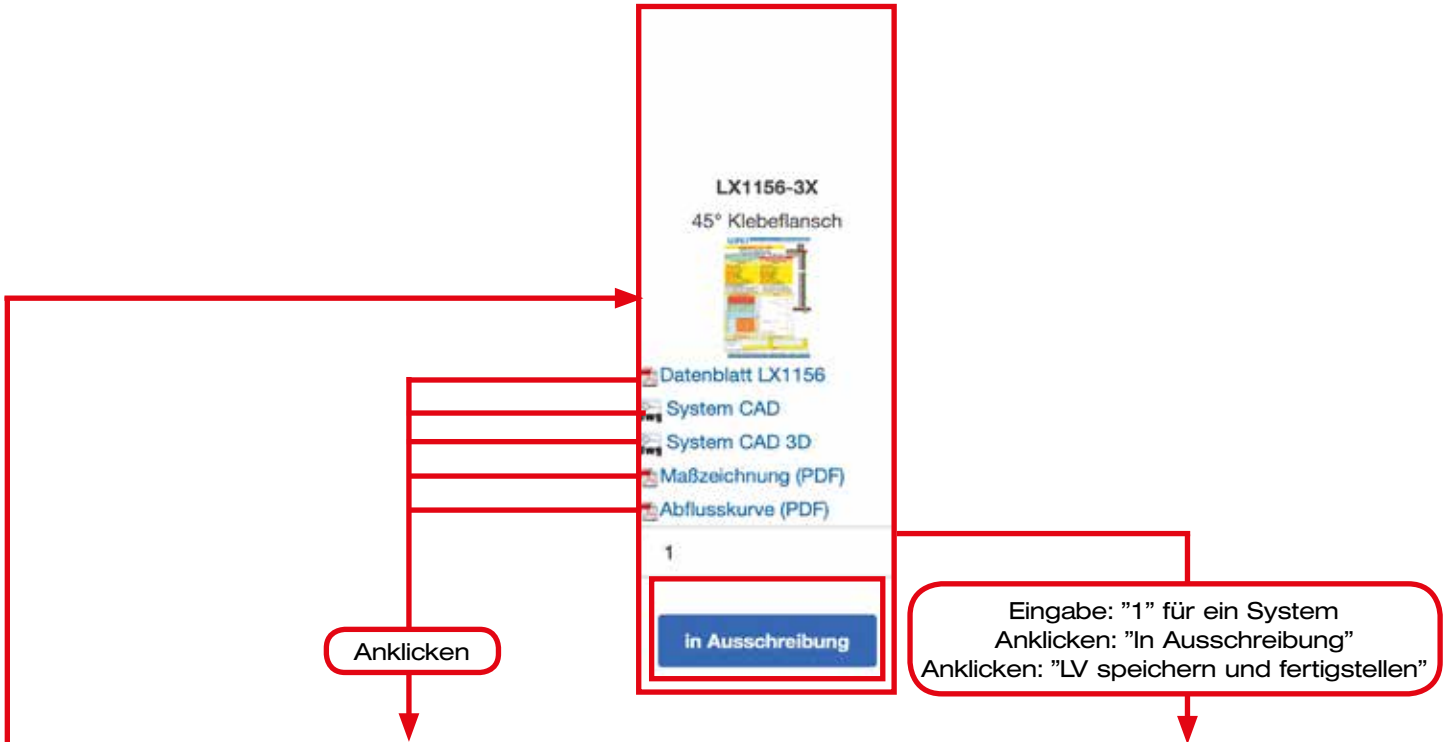 LX1156-3X
45° Klebeflansch
Datenblatt LX1156
System CAD
System CAD 3D
Maßzeichnung (PDF)
Abflusskurve (PDF)
1
in Ausschreibung
Anklicken
Eingabe: ”1” für ein System
Anklicken: ”In Ausschreibung”
Anklicken: ”LV speichern und fertigstellen”